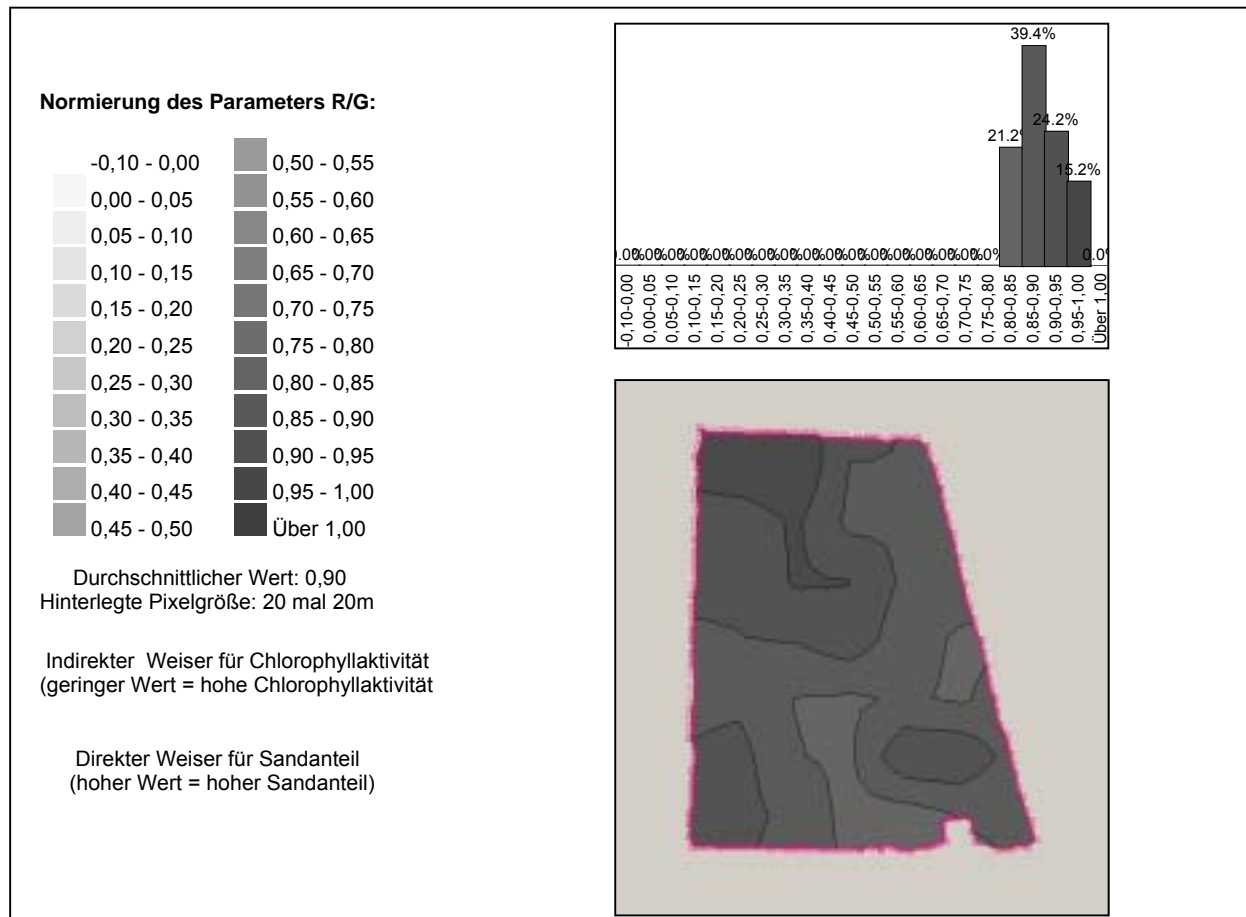 Normierung des Parameters R/G:
-0,10 - 0,00
0,00 - 0,05
0,05 - 0,10
0,10 - 0,15
0,15 - 0,20
0,20 - 0,25
0,25 - 0,30
0,30 - 0,35
0,35 - 0,40
0,40 - 0,45
0,45 - 0,50
0,50 - 0,55
0,55 - 0,60
0,60 - 0,65
0,65 - 0,70
0,70 - 0,75
0,75 - 0,80
0,80 - 0,85
0,85 - 0,90
0,90 - 0,95
0,95 - 1,00
Über 1,00
Durchschnittlicher Wert: 0,90
Hinterlegte Pixelgröße: 20 mal 20m
Indirekter Weiser für Chlorophyllaktivität
(geringer Wert = hohe Chlorophyllaktivität
Direkter Weiser für Sandanteil
(hoher Wert = hoher Sandanteil)
39.4%
24.2%
21.2%
15.2%
-0,10-0,00
0,00-0,05
0,05-0,10
0,10-0,15
0,15-0,20
0,20-0,25
0,25-0,30
0,30-0,35
0,35-0,40
0,40-0,45
0,45-0,50
0,50-0,55
0,55-0,60
0,60-0,65
0,65-0,70
0,70-0,75
0,75-0,80
0,80-0,85
0,85-0,90
0,90-0,95
0,95-1,00
Über 1,00